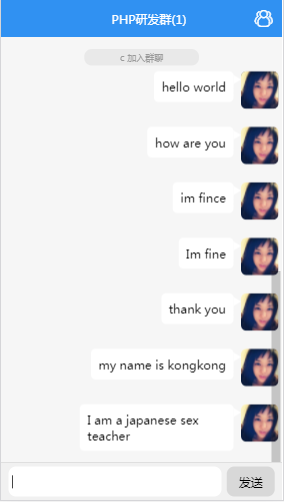 PHP研发群(1)
c 加入群聊
hello world
how are you
im fince
Im fine
thank you
my name is kongkong
I am a japanese sex
teacher
发送